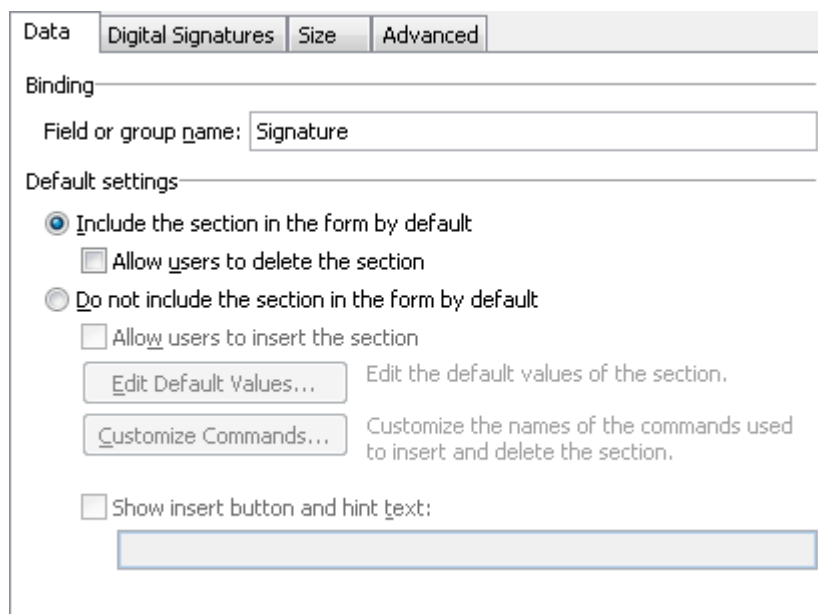 Data Digital Signatures Size Advanced
Binding
Field or group name: Signature
Default settings
Include the section in the form by default
Allow users to delete the section
Do not include the section in the form by default
Allow users to insert the section
Edit Default Values... Edit the default values of the section.
Customize Commands... Customize the names of the commands used
to insert and delete the section.
Show insert button and hint text: